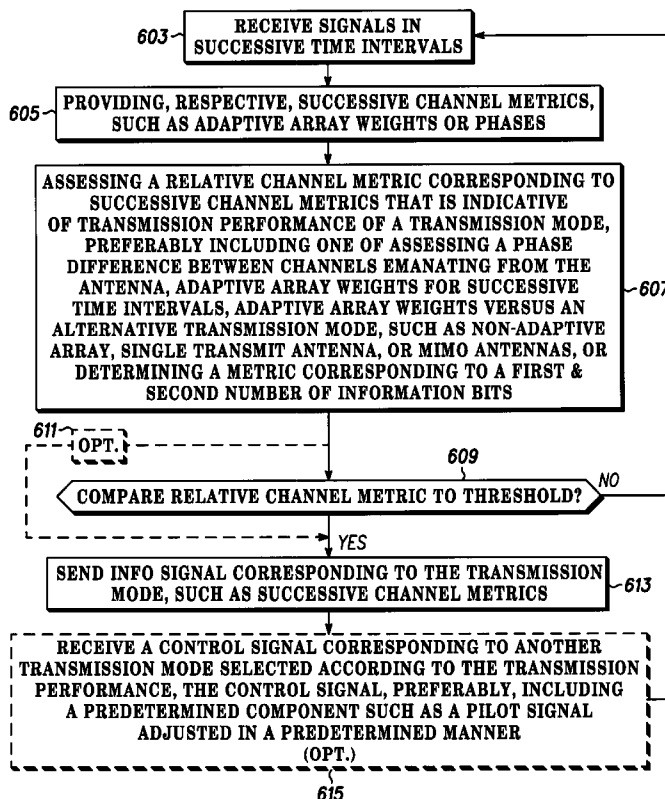 603
RECEIVE SIGNALS IN
SUCCESSIVE TIME INTERVALS
605
PROVIDING, RESPECTIVE, SUCCESSIVE CHANNEL METRICS,
SUCH AS ADAPTIVE ARRAY WEIGHTS OR PHASES
ASSESSING A RELATIVE CHANNEL METRIC CORRESPONDING TO
SUCCESSIVE CHANNEL METRICS THAT IS INDICATIVE
OF TRANSMISSION PERFORMANCE OF A TRANSMISSION MODE,
PREFERABLY INCLUDING ONE OF ASSESSING A PHASE
DIFFERENCE BETWEEN CHANNELS EMANATING FROM THE
ANTENNA, ADAPTIVE ARRAY WEIGHTS FOR SUCCESSIVE
TIME INTERVALS, ADAPTIVE ARRAY WEIGHTS VERSUS AN
ALTERNATIVE TRANSMISSION MODE, SUCH AS NON-ADAPTIVE
ARRAY, SINGLE TRANSMIT ANTENNA, OR MIMO ANTENNAS, OR
DETERMINING A METRIC CORRESPONDING TO A FIRST &
SECOND NUMBER OF INFORMATION BITS
607
611
OPT.
609
COMPARE RELATIVE CHANNEL METRIC TO THRESHOLD?
NO
YES
SEND INFO SIGNAL CORRESPONDING TO THE TRANSMISSION
MODE, SUCH AS SUCCESSIVE CHANNEL METRICS
613
RECEIVE A CONTROL SIGNAL CORRESPONDING TO ANOTHER
TRANSMISSION MODE SELECTED ACCORDING TO THE TRANSMISSION
PERFORMANCE, THE CONTROL SIGNAL, PREFERABLY, INCLUDING
A PREDETERMINED COMPONENT SUCH AS A PILOT SIGNAL
ADJUSTED IN A PREDETERMINED MANNER
(OPT.)
615